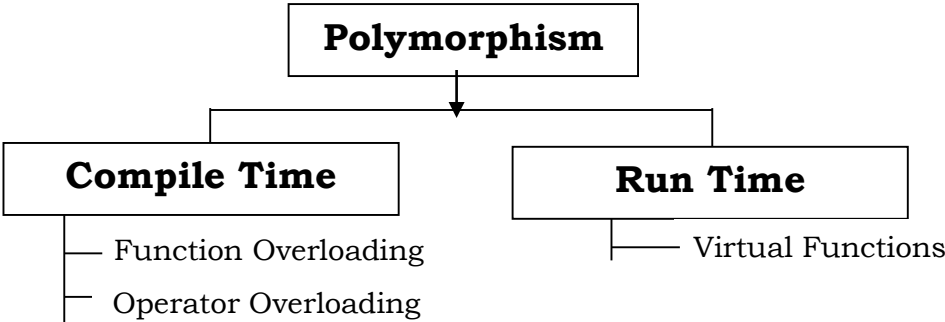 Polymorphism
Compile Time
Run Time
Function Overloading
Virtual Functions
Operator Overloading